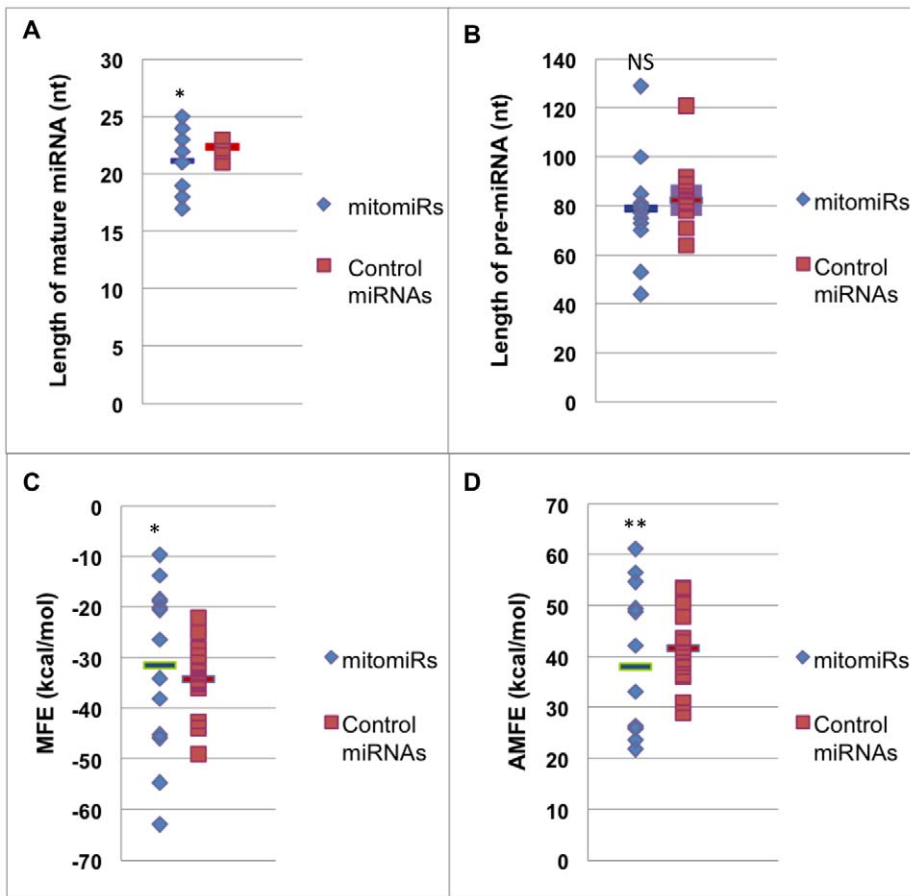 A
Length of mature miRNA (nt)
30
25
20
15
10
5
0
*
mitomiRs
Control
miRNAs
B
Length of pre-miRNA (nt)
140
120
100
80
60
40
20
0
NS
mitomiRs
Control
miRNAs
C
MFE (kcal/mol)
0
-10
-20
-30
-40
-50
-60
-70
*
mitomiRs
Control
miRNAs
D
AMFE (kcal/mol)
70
60
50
40
30
20
10
0
**
mitomiRs
Control
miRNAs